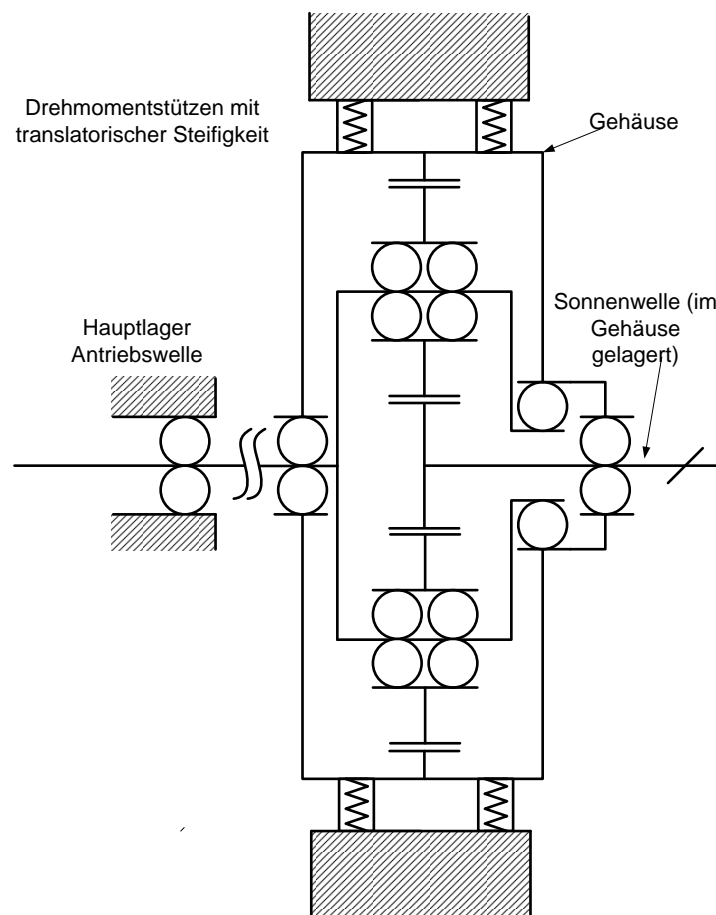 Drehmomentstützen mit
translatorischer Steifigkeit
Gehäuse
Sonnenwelle (im
Gehäuse
gelagert)
Hauptlager
Antriebswelle